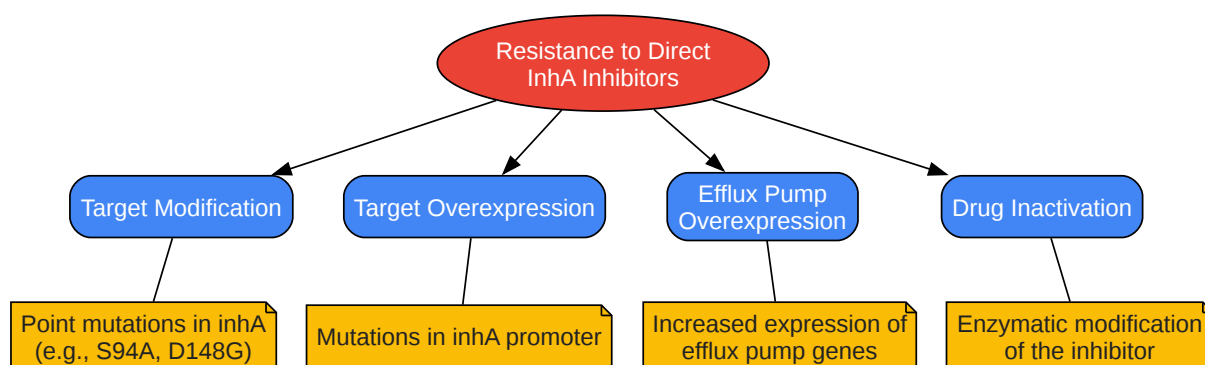 Resistance to Direct
InhA Inhibitors
Target Modification
Target Overexpression
Efflux Pump
Overexpression
Drug Inactivation
Point mutations in inhA
(e.g., S94A, D148G)
Mutations in inhA promoter
Increased expression of
efflux pump genes
Enzymatic modification
of the inhibitor